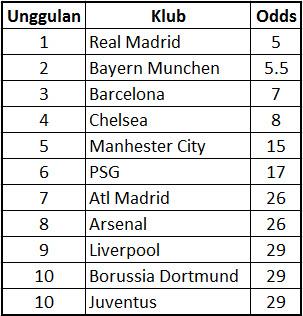 Unggulan Klub Odds
1 Real Madrid 5
2 Bayern Munchen 5.5
3 Barcelona 7
4 Chelsea 8
5 Manhester City 15
6 PSG 17
7 Atl Madrid 26
8 Arsenal 26
9 Liverpool 29
10 Borussia Dortmund 29
10 Juventus 29